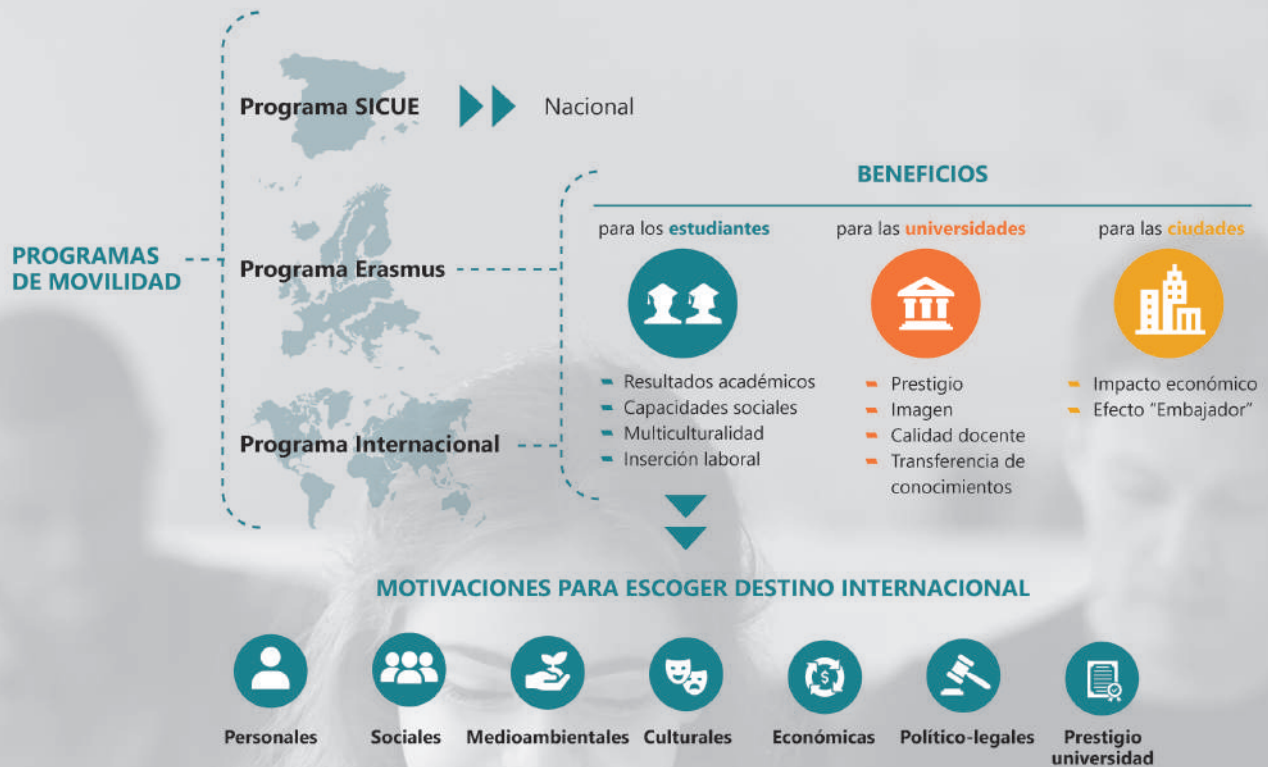 PROGRAMAS
DE MOVILIDAD
Programa SICUE
Nacional
Programa Erasmus
Programa Internacional
BENEFICIOS
para los estudiantes
Resultados académicos
Capacidades sociales
Multiculturalidad
Inserción laboral
para las universidades
Prestigio
Imagen
Calidad docente
Transferencia de
conocimientos
para las ciudades
Impacto económico
Efecto “Embajador”
MOTIVACIONES PARA ESCOGER DESTINO INTERNACIONAL
Personales
Sociales
Medioambientales
Culturales
$
Económicas
Político-legales
Prestigio
universidad